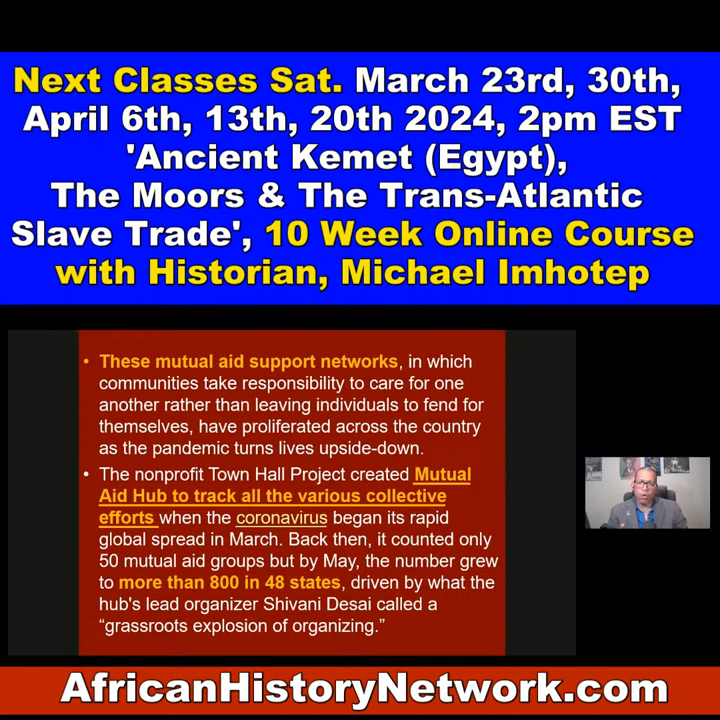 Next Classes Sat. March 23rd, 30th,
April 6th, 13th, 20th 2024, 2pm EST
'Ancient Kemet (Egypt),
The Moors & The Trans-Atlantic
Slave Trade', 10 Week Online Course
with Historian, Michael Imhotep
• These mutual aid support networks, in which
communities take responsibility to care for one
another rather than leaving individuals to fend for
themselves, have proliferated across the country
as the pandemic turns lives upside-down.
• The nonprofit Town Hall Project created Mutual
Aid Hub to track all the various collective
efforts when the coronavirus began its rapid
global spread in March. Back then, it counted only
50 mutual aid groups but by May, the number grew
to more than 800 in 48 states, driven by what the
hub's lead organizer Shivani Desai called a
“grassroots explosion of organizing.”
AfricanHistoryNetwork.com